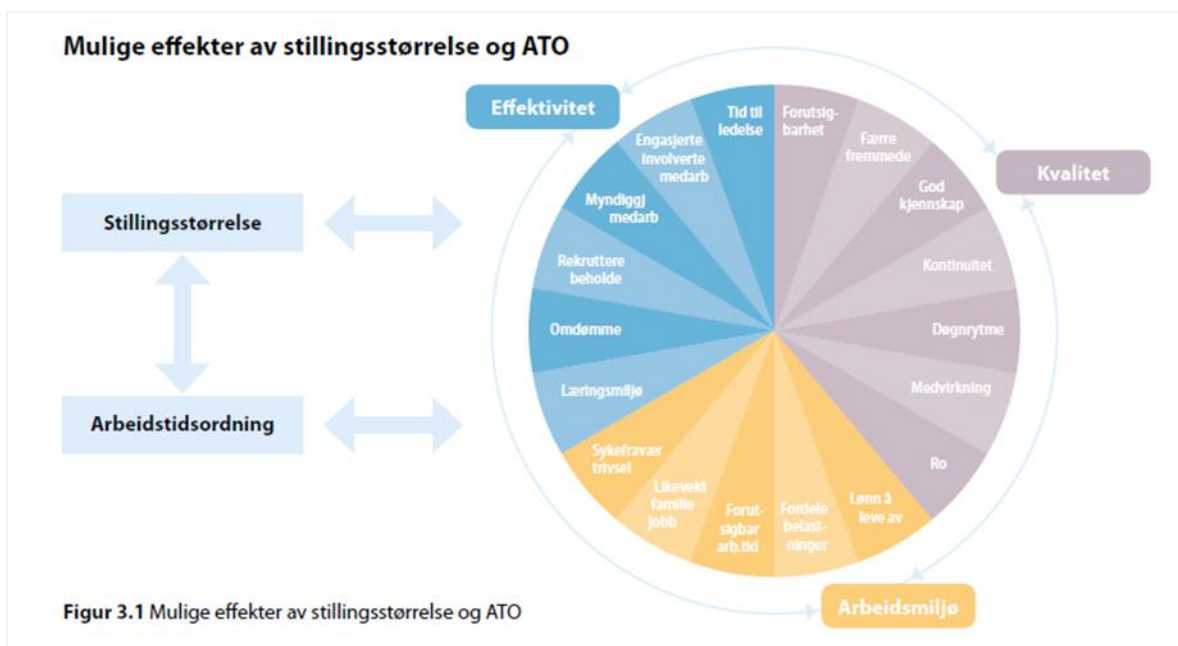 Mulige effekter av stillingsstørrelse og ATO
Effektivitet
Kvalitet
Arbeidsmiljø
Stillingsstørrelse
Arbeidstidsordning
Tid til
ledelse
Engasjerte
involverte
medarb
Myndiggj
medarb
Rekruttere
beholde
Omdømme
Læringsmiljø
Forutsig-
barhet
Færre
fremmede
God
kjennskap
Kontinuitet
Døgnrytme
Medvirkning
Ro
Lønn å
leve av
Fordele
belast-
ninger
Forut-
sigbar
arb.tid
Likevekt
familie
jobb
Sykefravær
trivsel
Figur 3.1 Mulige effekter av stillingsstørrelse og ATO